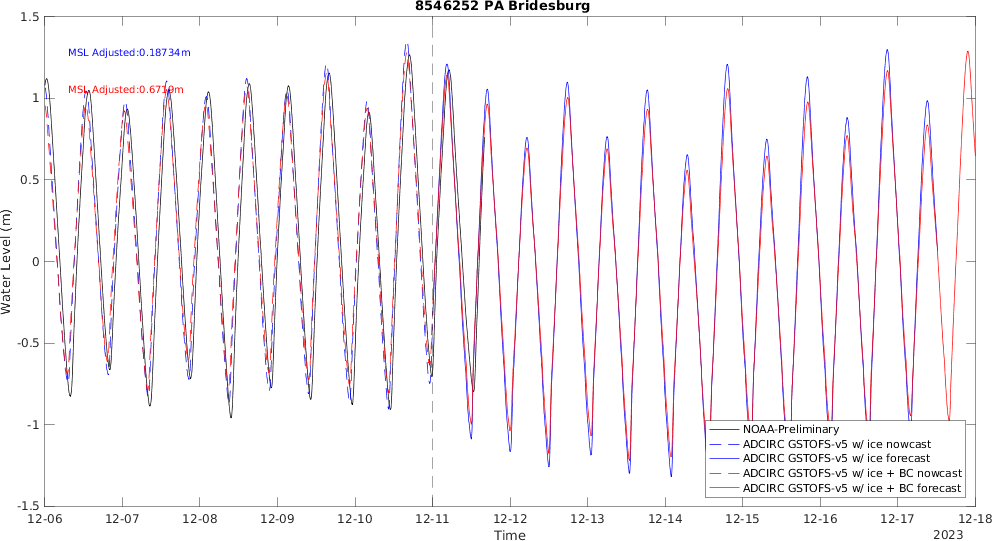 8546252 PA Bridesburg
MSL Adjusted:0.18734m
MSL Adjusted:0.6719m
1.5
1
0.5
0
-0.5
-1
-1.5
Water Level (m)
NOAA-Preliminary
ADCIRC GSTOFS-v5 w/ ice nowcast
ADCIRC GSTOFS-v5 w/ ice forecast
ADCIRC GSTOFS-v5 w/ ice + BC nowcast
ADCIRC GSTOFS-v5 w/ ice + BC forecast
12-06 12-07 12-08 12-09 12-10 12-11 12-12 12-13 12-14 12-15 12-16 12-17 12-18
Time
2023